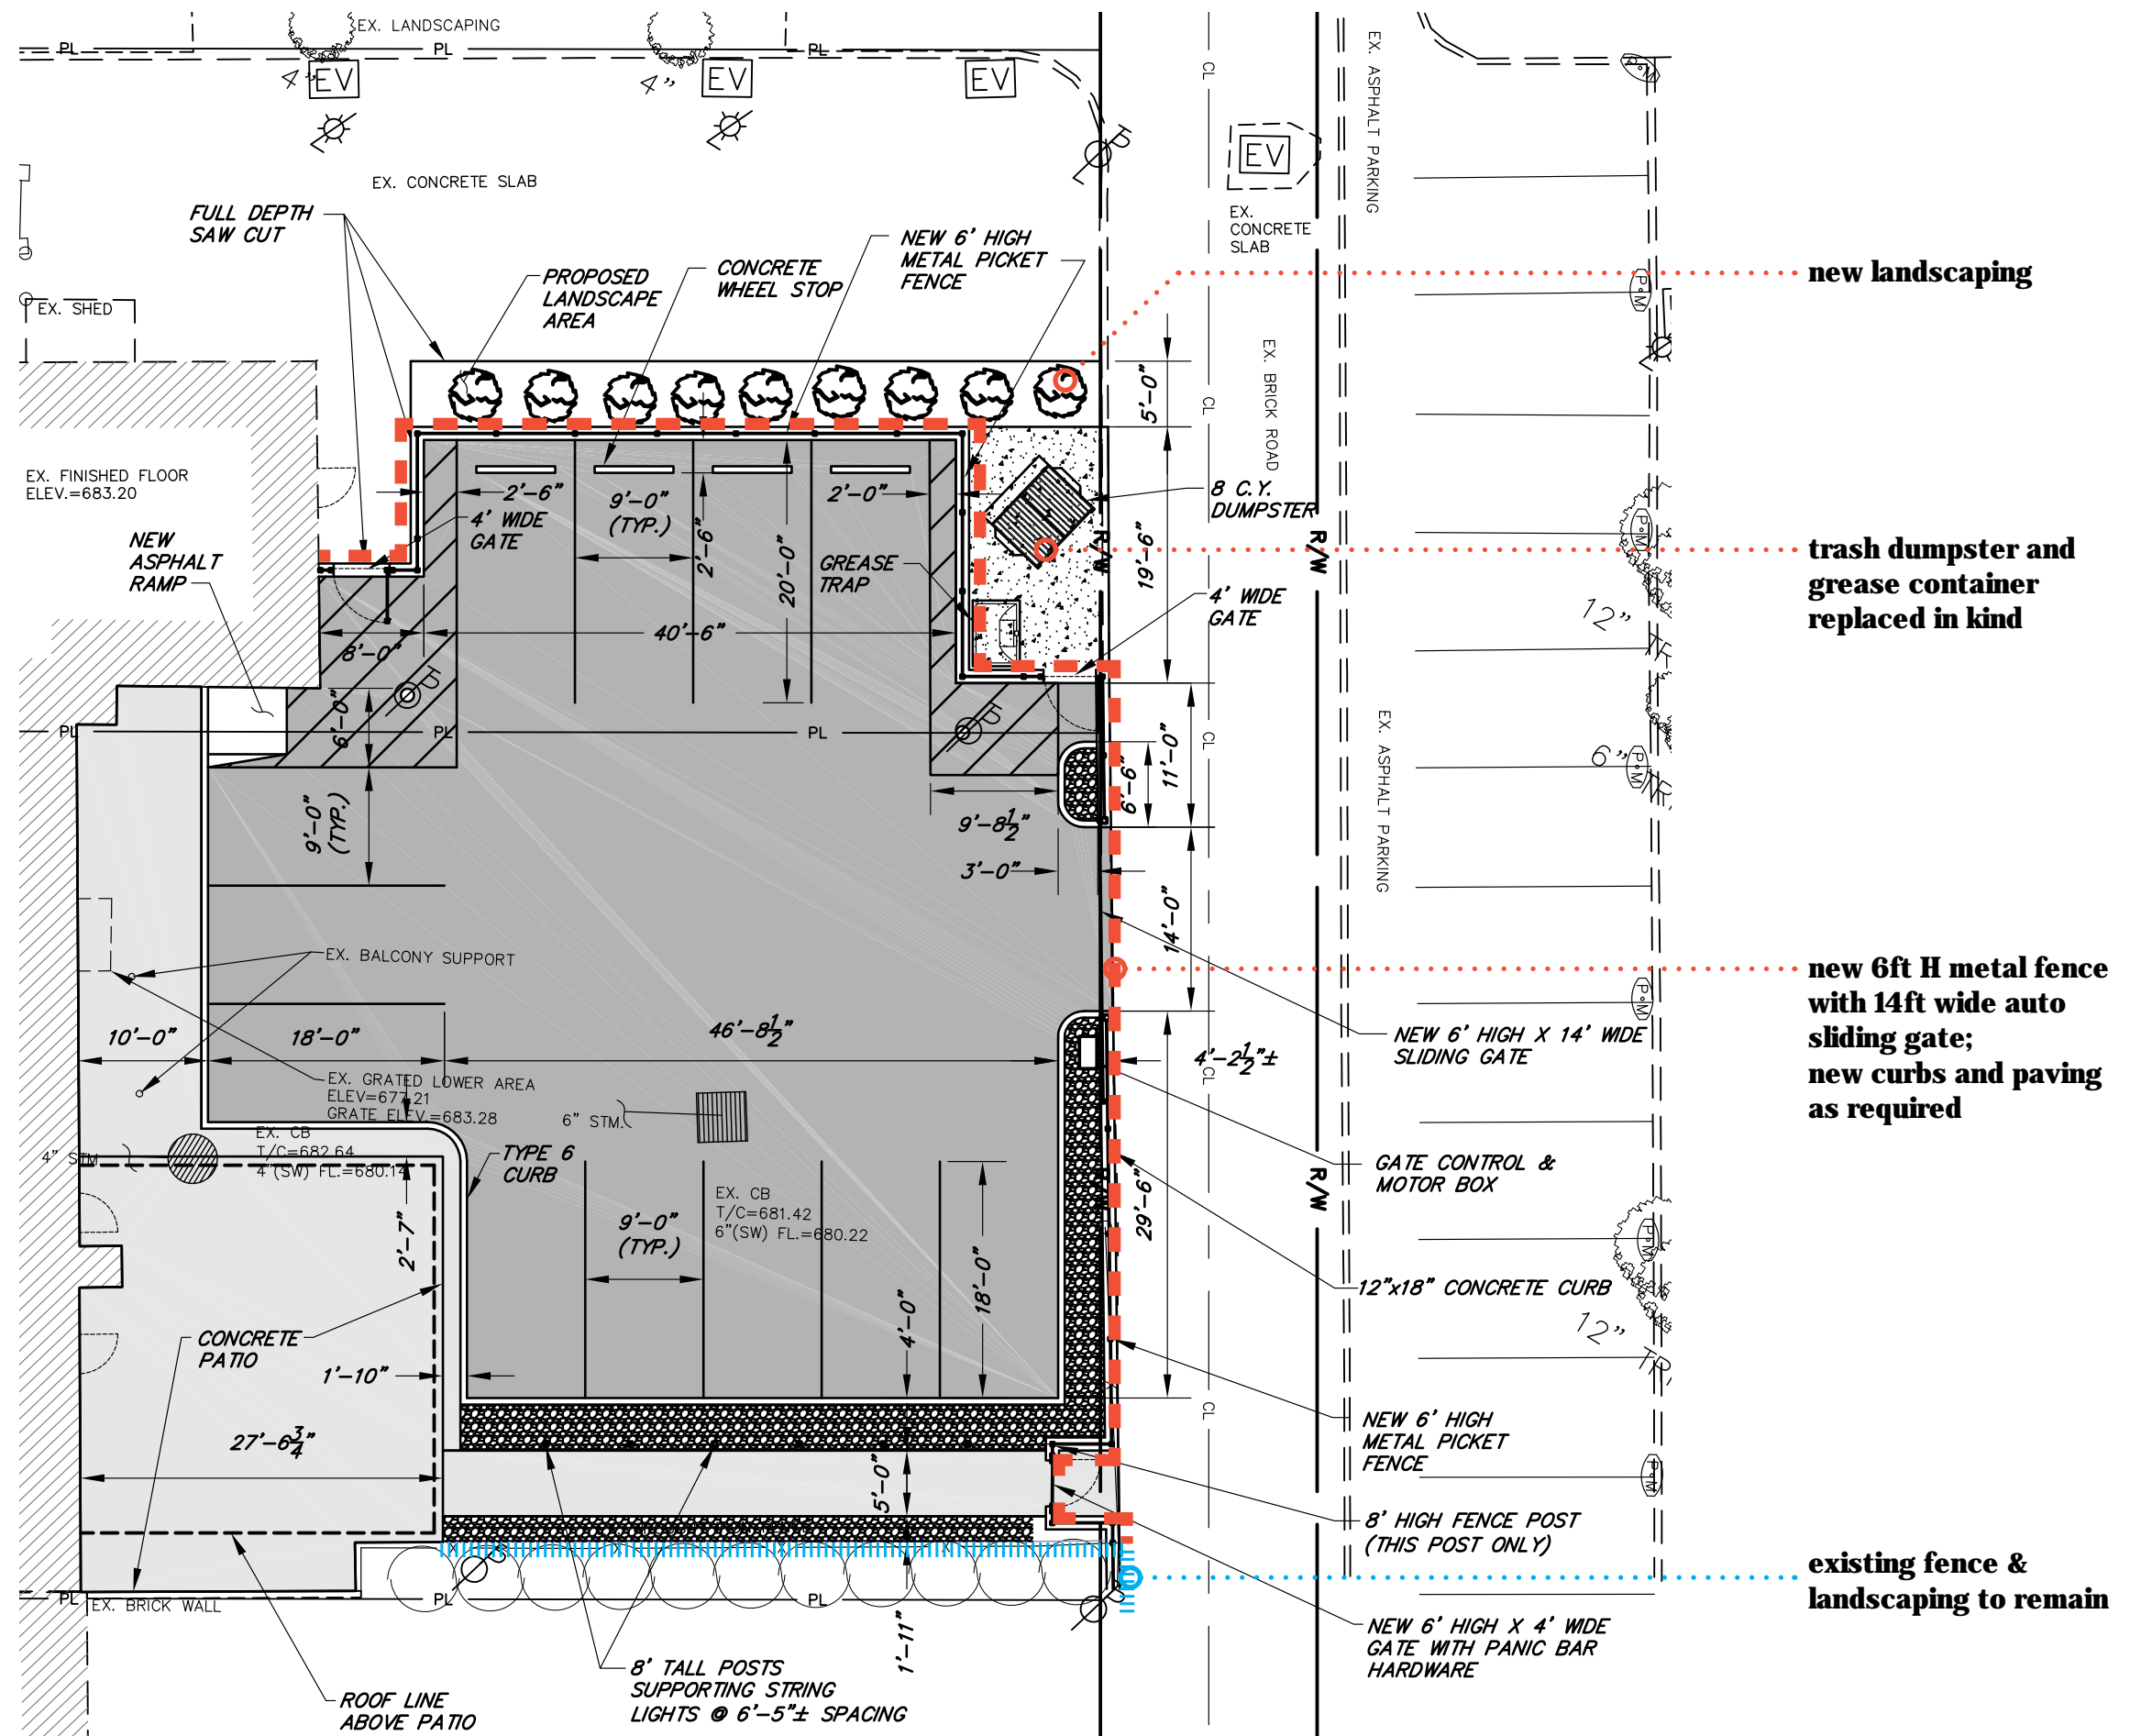 EX. LANDSCAPING
PL
PL
PL
4"
EV
4"
EV
EV
CL
EX. ASPHALT PARKING
P•M
EV
EX. CONCRETE SLAB
EX.
CONCRETE
SLAB
FULL DEPTH
SAW CUT
NEW 6' HIGH
METAL PICKET
FENCE
PROPOSED
LANDSCAPE
AREA
CONCRETE
WHEEL STOP
new landscaping
P•M
EX. SHED
EX. BRICK ROAD
5'-0"
CL
EX. FINISHED FLOOR
ELEV.=683.20
2'-6"
9'-0"
(TYP.)
2'-0"
8 C.Y.
DUMPSTER
4' WIDE
GATE
2'-6"
20'-0"
GREASE
TRAP
R/W
R/W
19'-6"
P•M
NEW
ASPHALT
RAMP
trash dumpster and
grease container
replaced in kind
4' WIDE
GATE
12"
40'-6"
8'-0"
6'-0"
PL
PL
PL
CL
EX. ASPHALT PARKING
6"
P•M
11'-0"
6'-6"
9'-0"
(TYP.)
9'-8 1/2"
3'-0"
14'-0"
EX. BALCONY SUPPORT
new 6ft H metal fence
with 14ft wide auto
sliding gate;
new curbs and paving
as required
P•M
10'-0"
18'-0"
46'-8 1/2"
NEW 6' HIGH X 14' WIDE
SLIDING GATE
4'-2 1/2"±
CL
EX. GRATED LOWER AREA
ELEV=677.21
GRATE ELEV.=683.28
6" STM.
EX. CB
T/C=682.64
4"(SW) FL.=680.14
4" STM
TYPE 6
CURB
GATE CONTROL &
MOTOR BOX
R/W
R/W
EX. CB
T/C=681.42
6"(SW) FL.=680.22
9'-0"
(TYP.)
2'-7"
29'-6"
P•M
18'-0"
4'-0"
12"x18" CONCRETE CURB
12"
CONCRETE
PATIO
1'-10"
CL
NEW 6' HIGH
METAL PICKET
FENCE
27'-6 3/4"
P•M
5'-0"
8' HIGH FENCE POST
(THIS POST ONLY)
existing fence &
landscaping to remain
PL
EX. BRICK WALL
PL
PL
1'-11"
NEW 6' HIGH X 4' WIDE
GATE WITH PANIC BAR
HARDWARE
8' TALL POSTS
SUPPORTING STRING
LIGHTS @ 6'-5"± SPACING
ROOF LINE
ABOVE PATIO